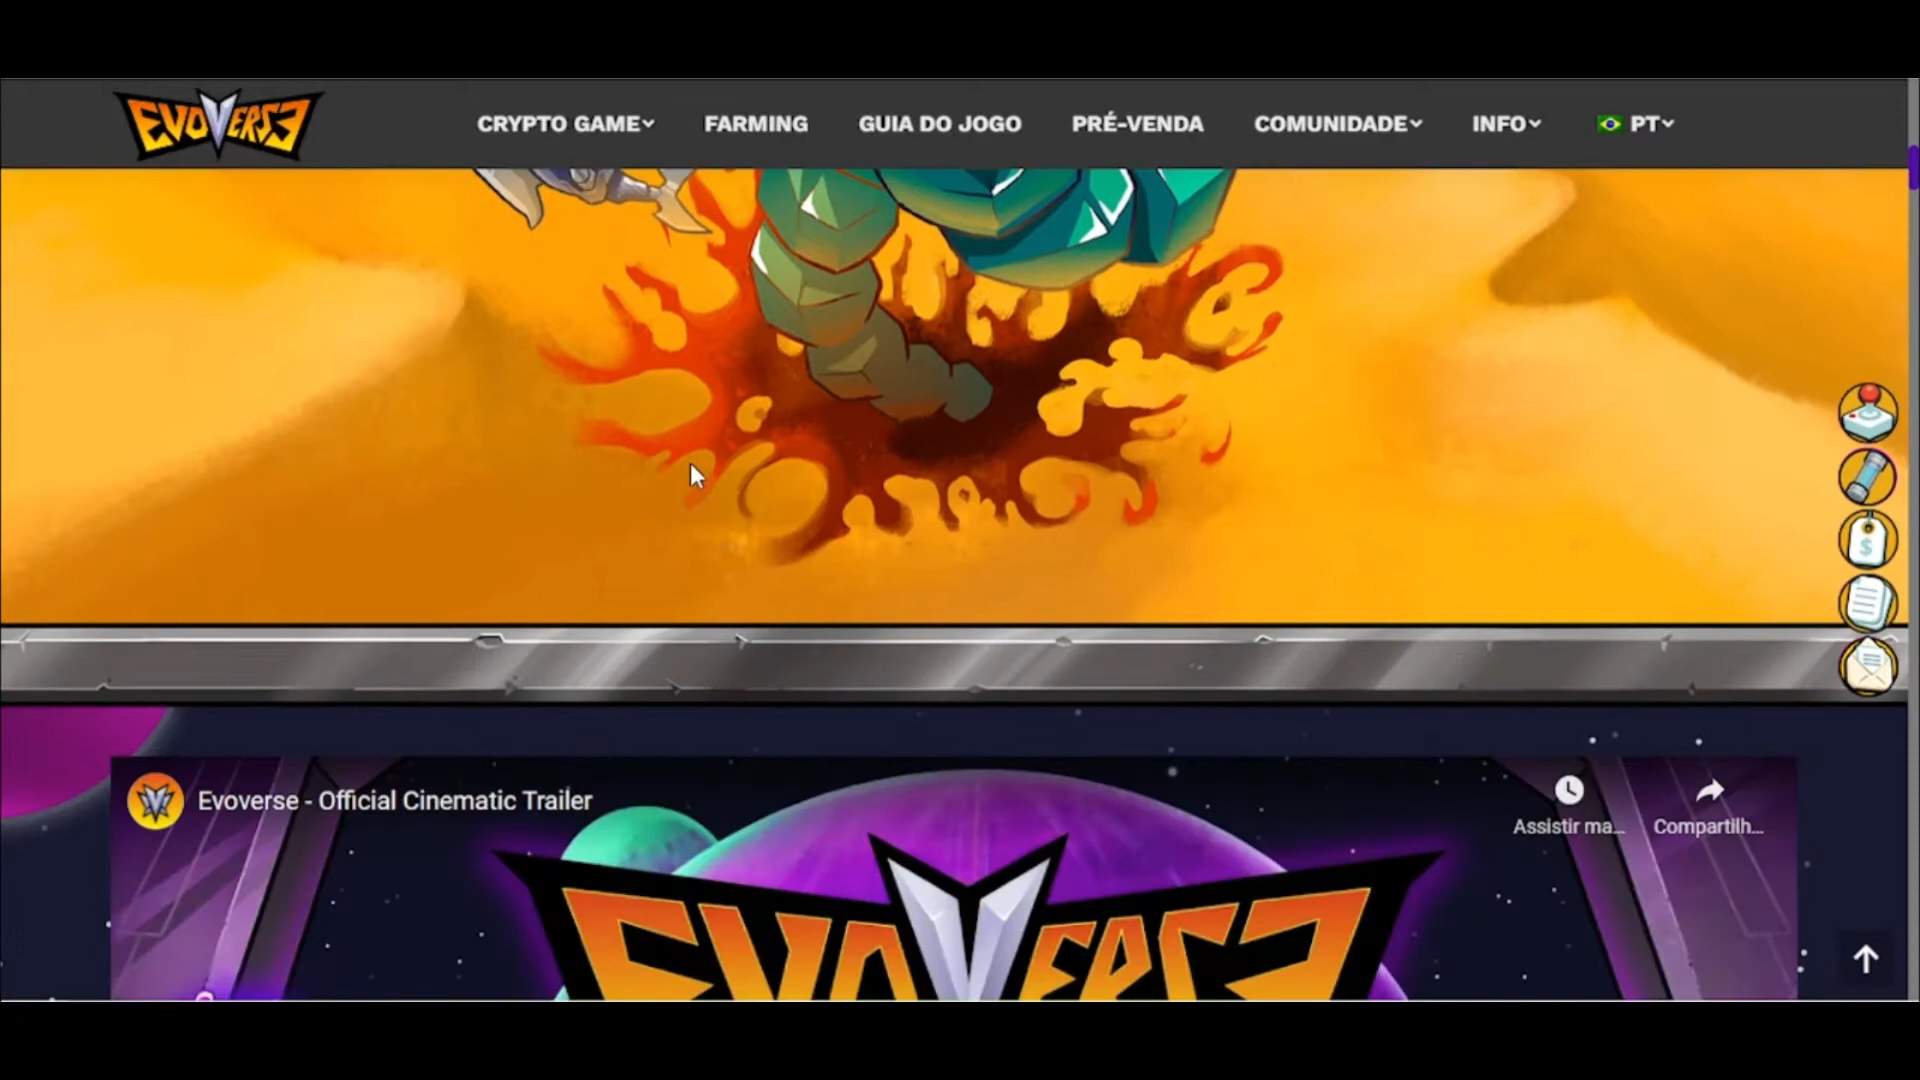 EVOVERSE
CRYPTO GAME
FARMING
GUIA DO JOGO
PRÉ-VENDA
COMUNIDADE
INFO
PT
$
Evoverse - Official Cinematic Trailer
Assistir ma...
Compartilh...
EVOVERSE